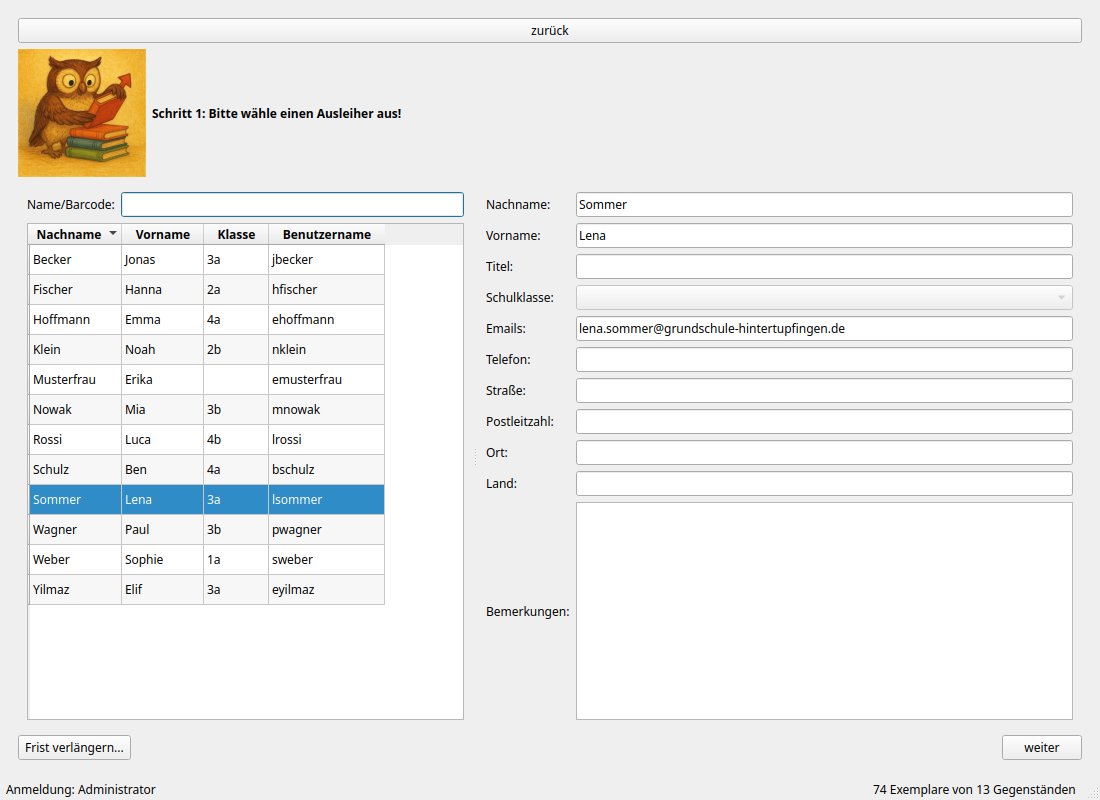 zurück
Schritt 1: Bitte wähle einen Ausleiher aus!
Name/Barcode:
Nachname Vorname Klasse Benutzername
Becker Jonas 3a jbecker
Fischer Hanna 2a hfischer
Hoffmann Emma 4a ehoffmann
Klein Noah 2b nklein
Musterfrau Erika emusterfrau
Nowak Mia 3b mnowak
Rossi Luca 4b lrossi
Schulz Ben 4a bschulz
Sommer Lena 3a lsommer
Wagner Paul 3b pwagner
Weber Sophie 1a sweber
Yilmaz Elif 3a eyilmaz
Nachname: Sommer
Vorname: Lena
Titel:
Schulklasse:
Emails: lena.sommer@grundschule-hintertupfingen.de
Telefon:
Straße:
Postleitzahl:
Ort:
Land:
Bemerkungen:
Frist verlängern...
weiter
Anmeldung: Administrator
74 Exemplare von 13 Gegenständen